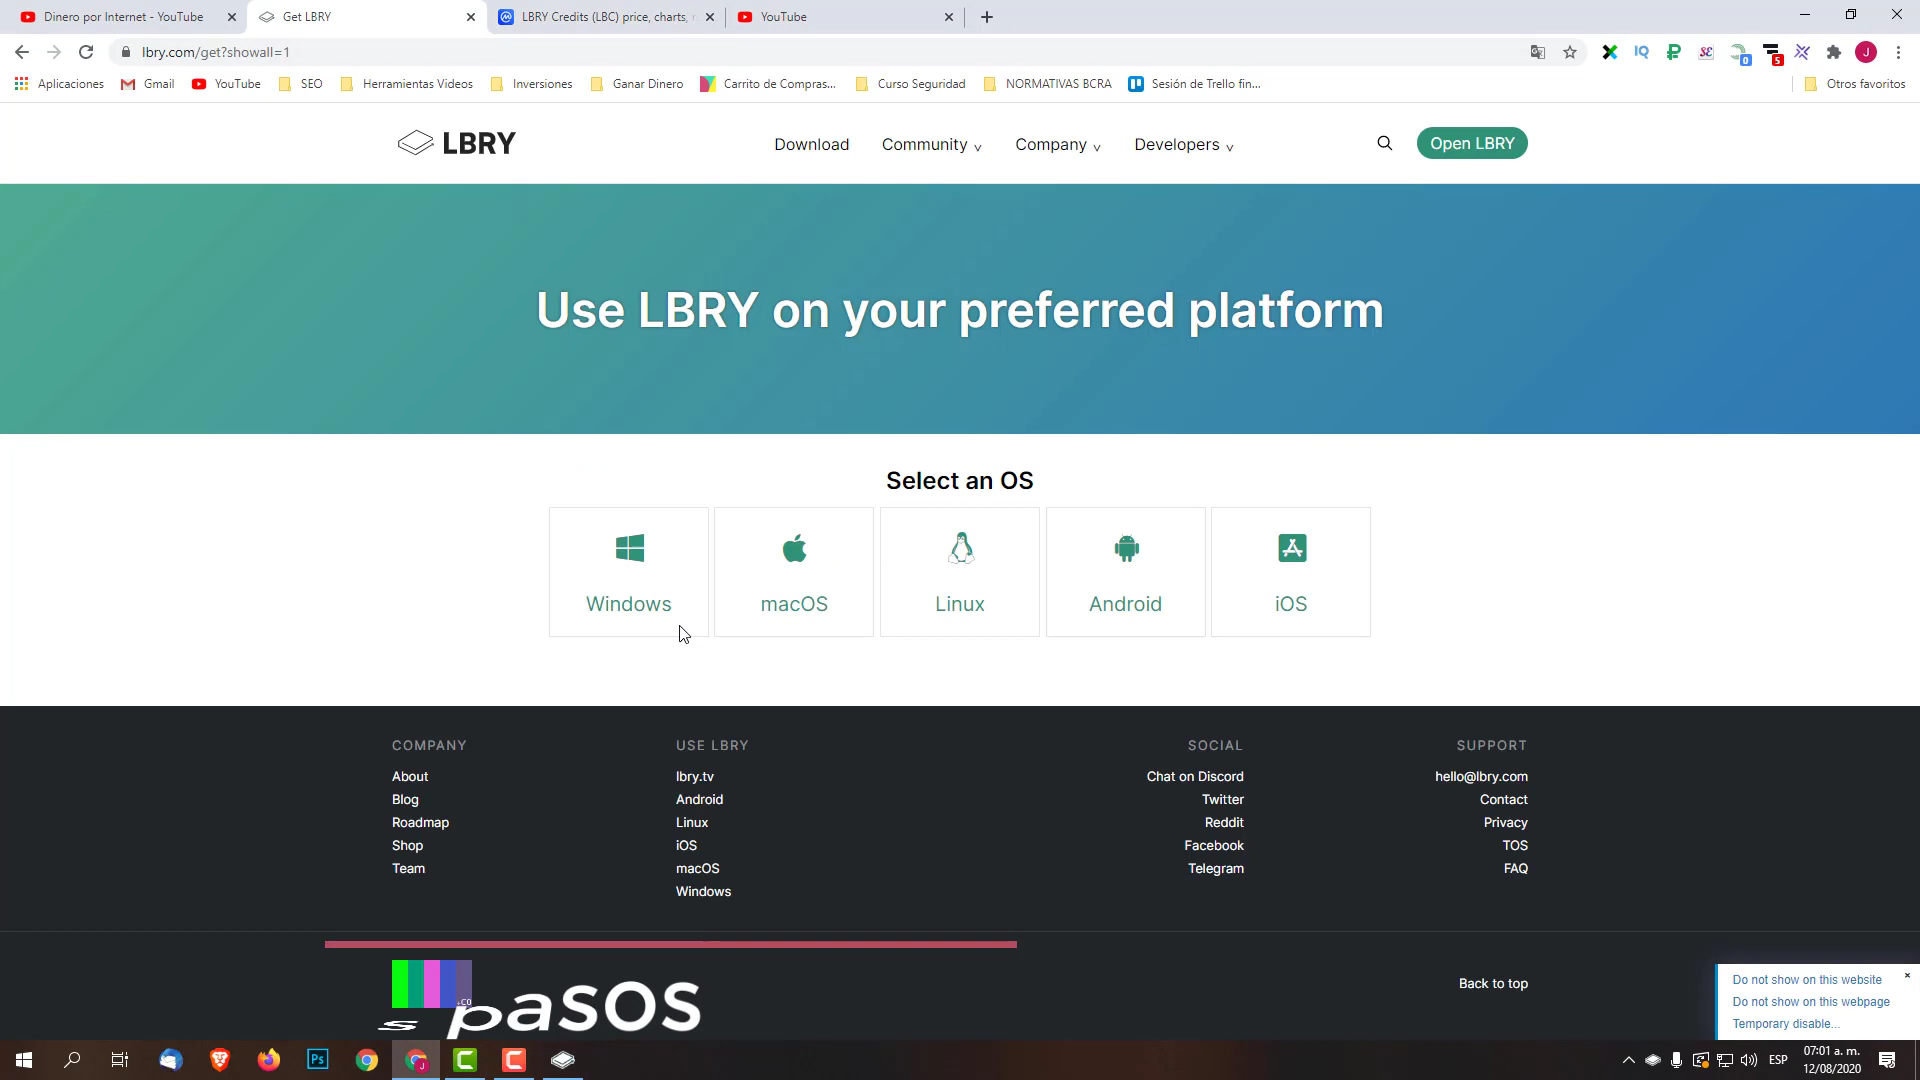 Dinero por Internet - YouTube
Get LBRY
LBRY Credits (LBC) price, charts,
YouTube
lbry.com/get?showall=1
Aplicaciones
Gmail
YouTube
SEO
Herramientas Videos
Inversiones
Ganar Dinero
Carrito de Compras...
Curso Seguridad
NORMATIVAS BCRA
Sesión de Trello fin...
Otros favoritos
LBRY
Download
Community
Company
Developers
Open LBRY
Use LBRY on your preferred platform
Select an OS
Windows
macOS
Linux
Android
iOS
COMPANY
About
Blog
Roadmap
Shop
Team
USE LBRY
lbry.tv
Android
Linux
iOS
macOS
Windows
SOCIAL
Chat on Discord
Twitter
Reddit
Facebook
Telegram
SUPPORT
hello@lbry.com
Contact
Privacy
TOS
FAQ
s pasos
Back to top
Do not show on this website
Do not show on this webpage
Temporary disable...
ESP
07:01 a. m.
12/08/2020